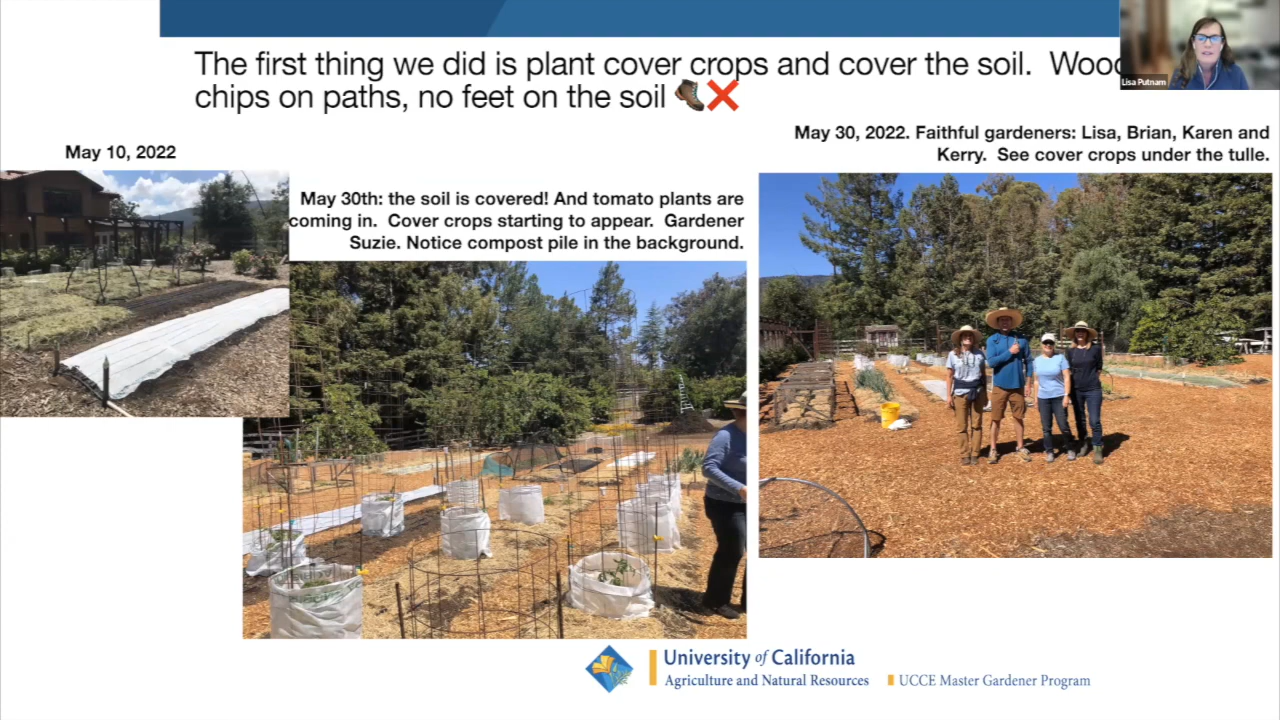 The first thing we did is plant cover crops and cover the soil. Wood
chips on paths, no feet on the soil
Lisa Putnam
May 10, 2022
May 30th: the soil is covered! And tomato plants are
coming in. Cover crops starting to appear. Gardener
Suzie. Notice compost pile in the background.
May 30, 2022. Faithful gardeners: Lisa, Brian, Karen and
Kerry. See cover crops under the tulle.
University of California
Agriculture and Natural Resources
UCCE Master Gardener Program